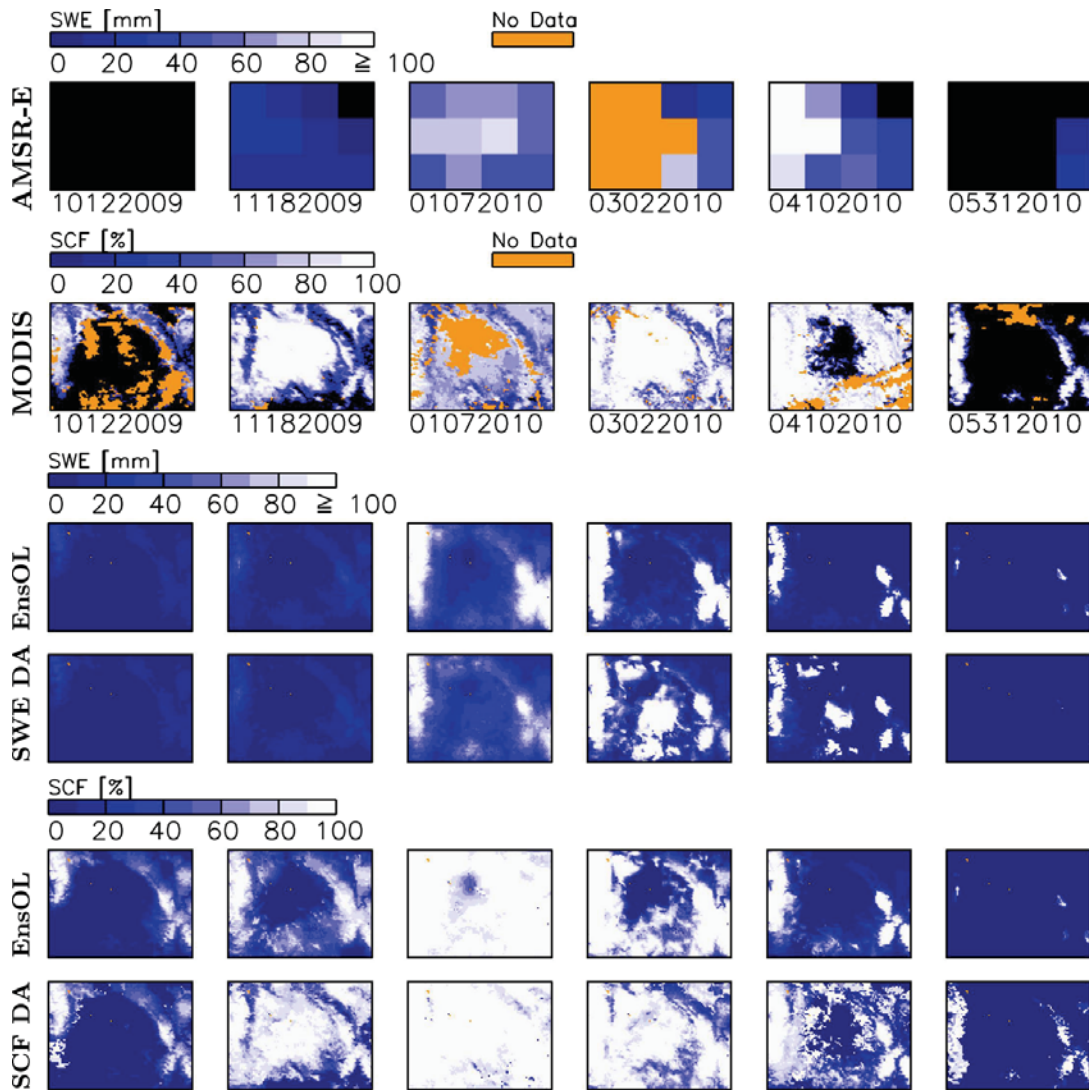 SWE [mm]
No Data
0 20 40 60 80 ≧ 100
AMSR-E
10122009 11182009 01072010 03022010 04102010 05312010
SCF [%]
No Data
0 20 40 60 80 100
MODIS
10122009 11182009 01072010 03022010 04102010 05312010
SWE [mm]
0 20 40 60 80 ≧ 100
EnsOL
SWE DA
SCF [%]
0 20 40 60 80 100
EnsOL
SCF DA